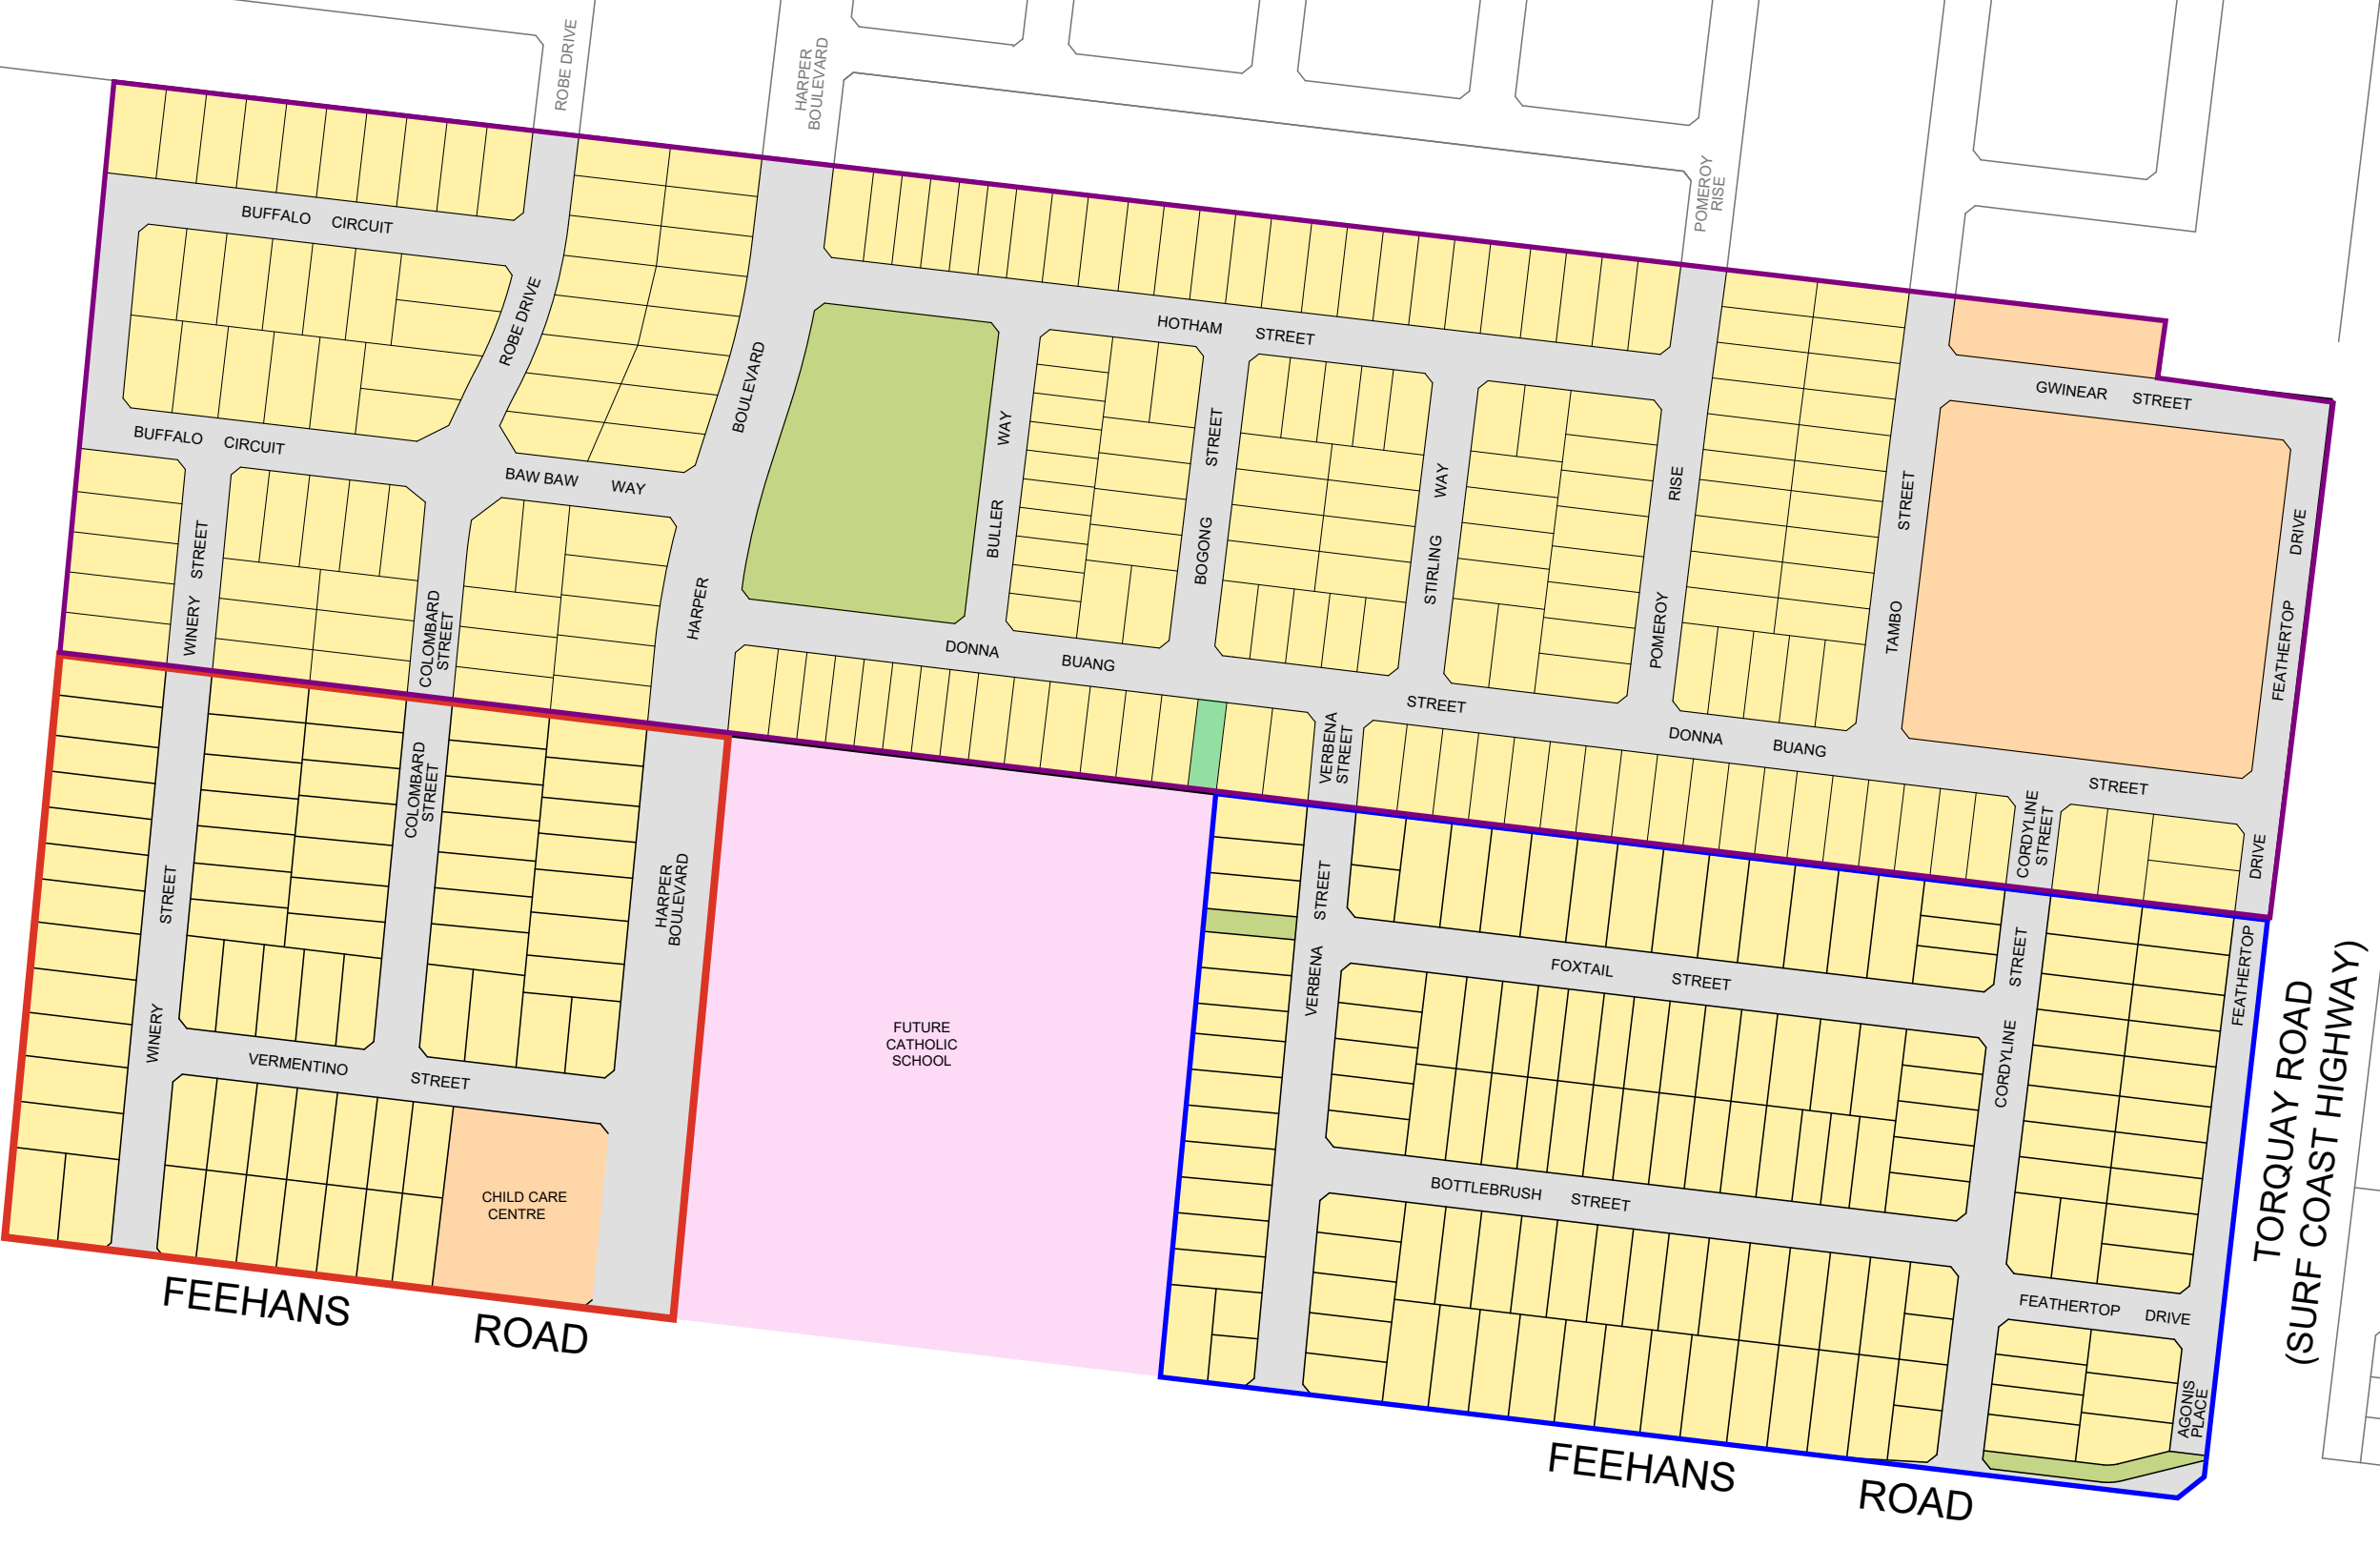 ROBE DRIVE
HARPER
BOULEVARD
POMEROY
RISE
BUFFALO CIRCUIT
ROBE DRIVE
HOTHAM STREET
BOULEVARD
HARPER
GWINEAR STREET
BUFFALO CIRCUIT
BAW BAW WAY
BULLER WAY
BOGONG STREET
STIRLING WAY
POMEROY RISE
TAMBO STREET
FEATHERTOP DRIVE
WINERY STREET
COLOMBARD
STREET
DONNA BUANG STREET
DONNA BUANG STREET
VERBENA
STREET
CORDYLINE
STREET
DRIVE
COLOMBARD
STREET
WINERY STREET
HARPER
BOULEVARD
VERBENA STREET
FOXTAIL STREET
CORDYLINE STREET
FEATHERTOP
FUTURE
CATHOLIC
SCHOOL
VERMENTINO STREET
CHILD CARE
CENTRE
BOTTLEBRUSH STREET
FEATHERTOP DRIVE
AGONIS
PLACE
TORQUAY ROAD
(SURF COAST HIGHWAY)
FEEHANS ROAD
FEEHANS ROAD